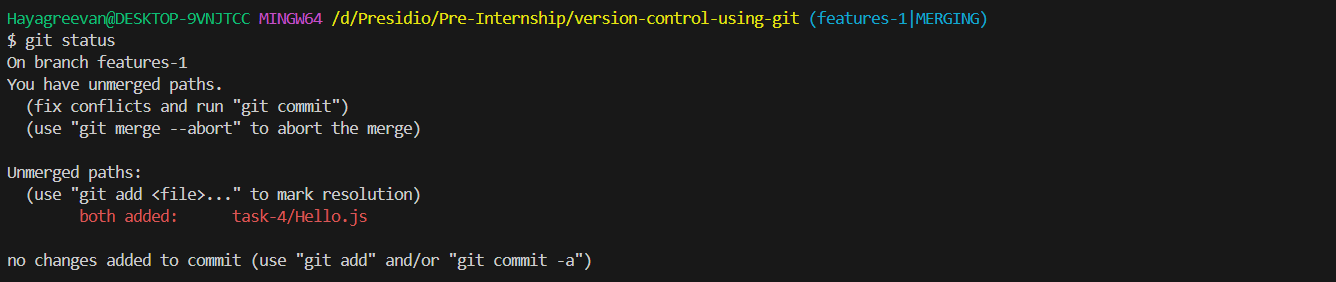 Hayagreevan@DESKTOP-9VNJTCC MINGW64 /d/Presidio/Pre-Internship/version-control-using-git (features-1|MERGING)
$ git status
On branch features-1
You have unmerged paths.
  (fix conflicts and run "git commit")
  (use "git merge --abort" to abort the merge)

Unmerged paths:
  (use "git add <file>..." to mark resolution)
        both added:      task-4/Hello.js

no changes added to commit (use "git add" and/or "git commit -a")